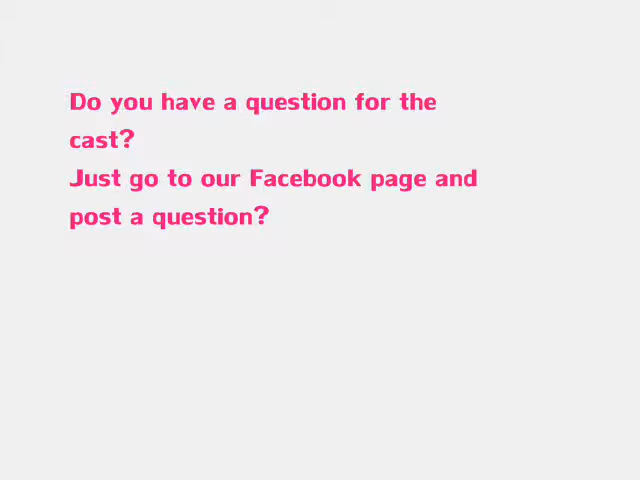 Do you have a question for the
cast?
Just go to our Facebook page and
post a question?